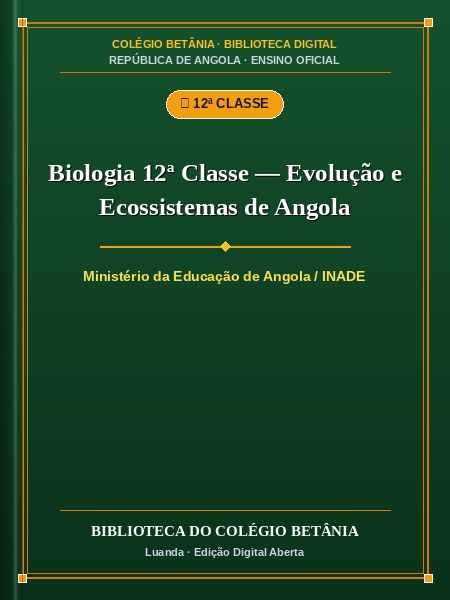 COLÉGIO BETÂNIA · BIBLIOTECA DIGITAL
REPÚBLICA DE ANGOLA · ENSINO OFICIAL
12ª CLASSE
Biologia 12ª Classe — Evolução e
Ecossistemas de Angola
Ministério da Educação de Angola / INADE
BIBLIOTECA DO COLÉGIO BETÂNIA
Luanda · Edição Digital Aberta